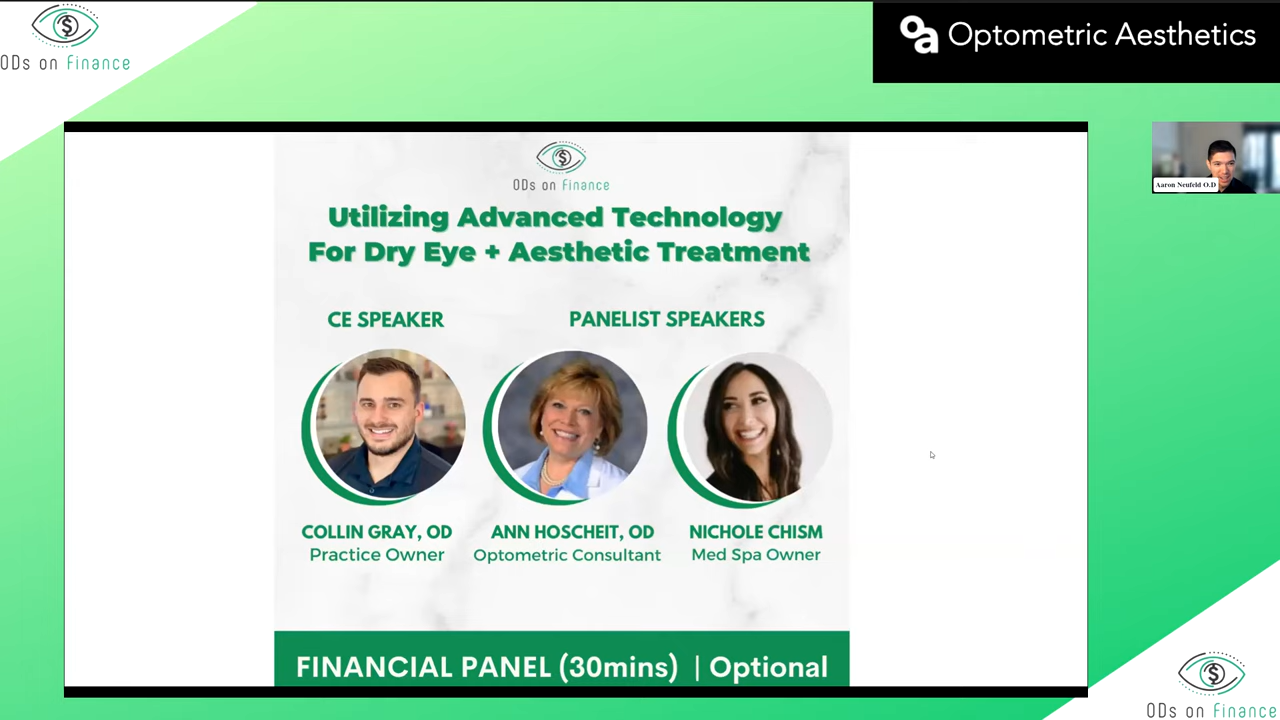 ODs on Finance
oa Optometric Aesthetics
Aaron Neufeld O.D
ODs on Finance
Utilizing Advanced Technology
For Dry Eye + Aesthetic Treatment
CE SPEAKER
PANELIST SPEAKERS
COLLIN GRAY, OD
Practice Owner
ANN HOSCHEIT, OD
Optometric Consultant
NICHOLE CHISM
Med Spa Owner
FINANCIAL PANEL (30mins) | Optional
ODs on Finance